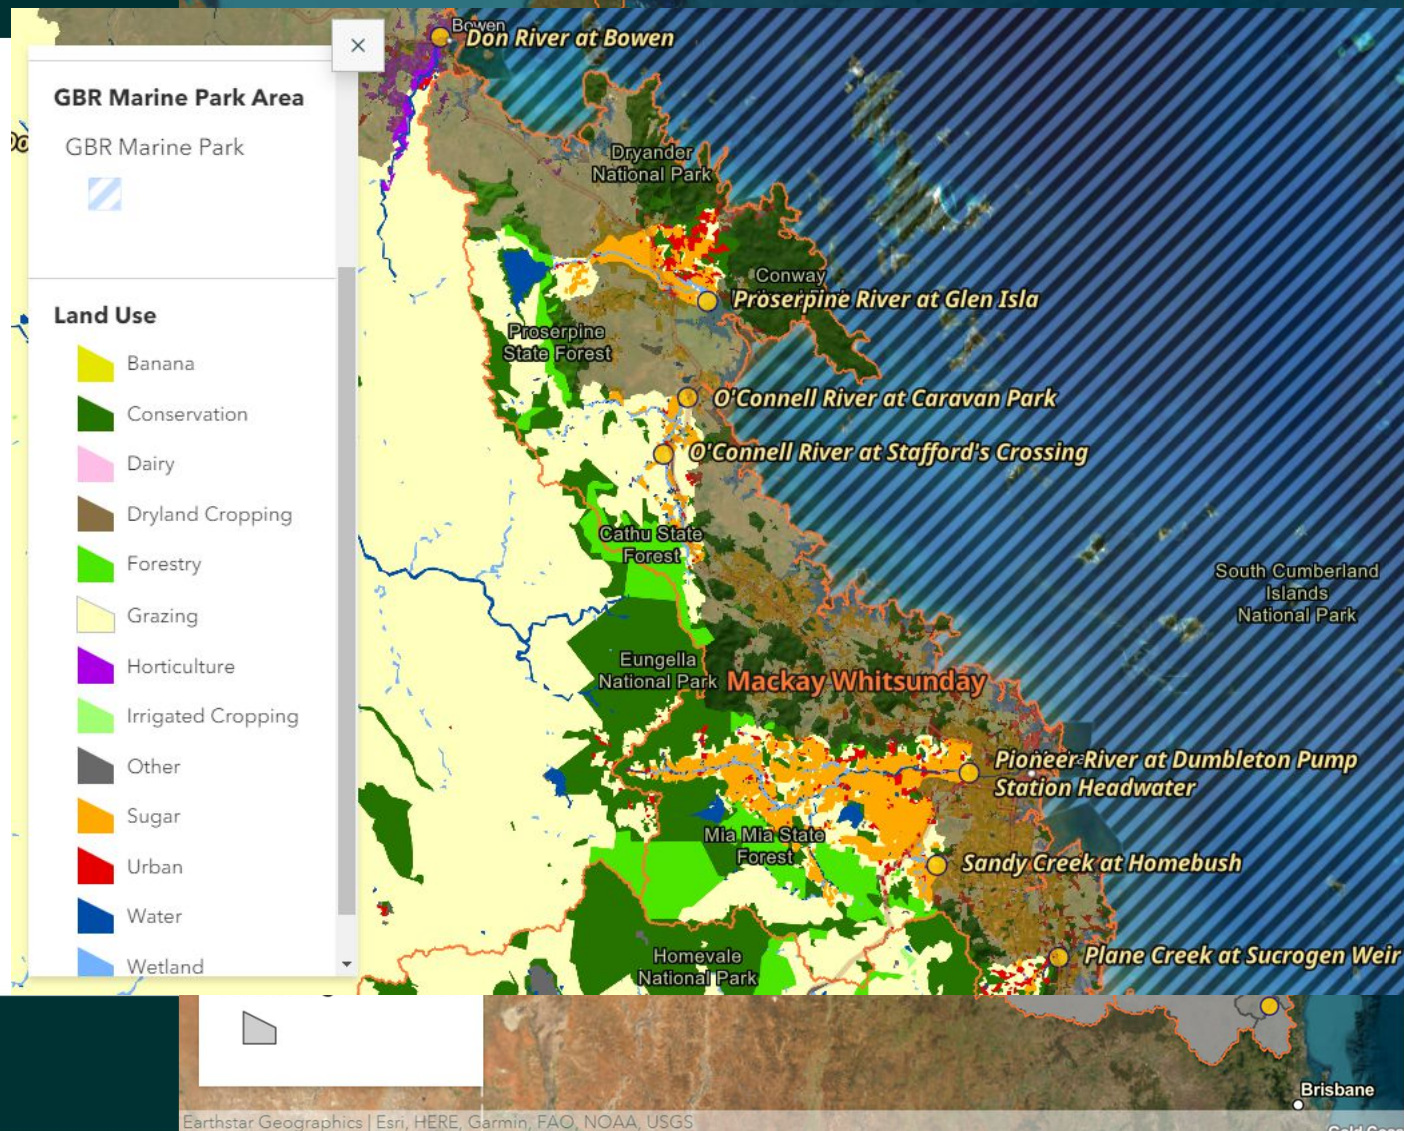 GBR Marine Park Area
GBR Marine Park
Land Use
Banana
Conservation
Dairy
Dryland Cropping
Forestry
Grazing
Horticulture
Irrigated Cropping
Other
Sugar
Urban
Water
Wetland
Bowen
Don River at Bowen
Dryander
National Park
Conway
Proserpine River at Glen Isla
Proserpine
State Forest
O'Connell River at Caravan Park
O'Connell River at Stafford's Crossing
Cathu State
Forest
South Cumberland
Islands
National Park
Eungella
National Park
Mackay Whitsunday
Pioneer River at Dumbleton Pump
Station Headwater
Mia Mia State
Forest
Sandy Creek at Homebush
Homevale
National Park
Plane Creek at Sucrogen Weir
Brisbane
Earthstar Geographics | Esri, HERE, Garmin, FAO, NOAA, USGS